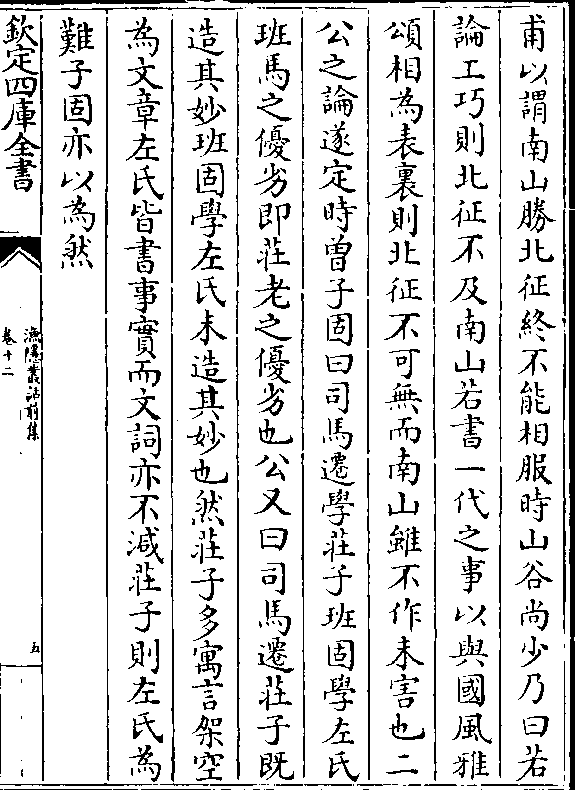 甫以謂南山勝北征終不能相服時山谷尚少乃曰若
論工巧則北征不及南山若書一代之事以與國風雅
頌相為表裏則北征不可無而南山雖不作未害也二
公之論遂定時曽子固曰司馬遷學莊子班固學左氏
班馬之優劣即莊老之優劣也公又曰司馬遷莊子既
造其妙班固學左氏未造其妙也然莊子多寓言架空
為文章左氏皆書事實而文詞亦不減莊子則左氏為
難子固亦以為然
欽定四庫全書
漁隱叢話前集
卷十二
五